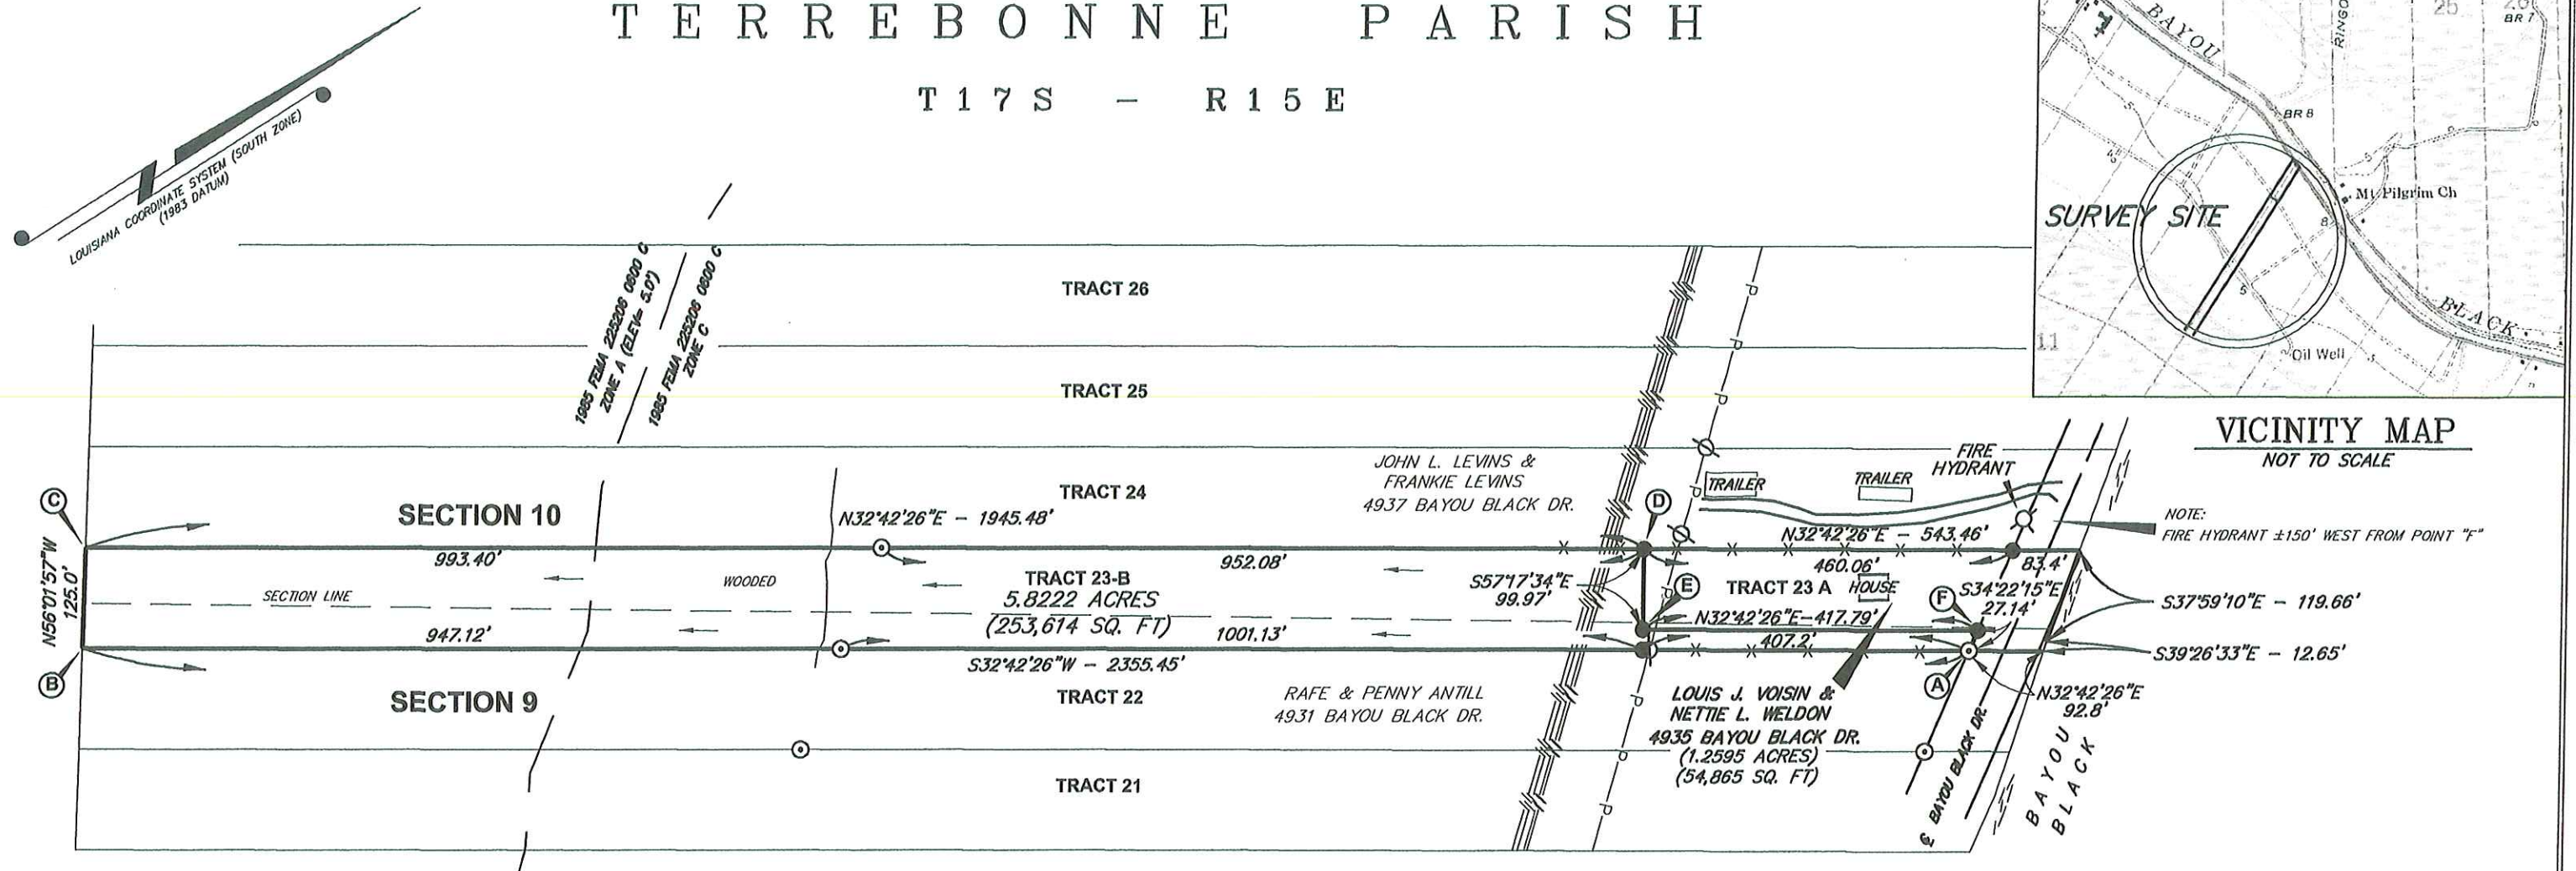 TERREBONNE PARISH
T17S - R15E
LOUISIANA COORDINATE SYSTEM (SOUTH ZONE)
(1983 DATUM)
BAYOU
25
BR 7
BR 8
Mt Pilgrim Ch
SURVEY SITE
8
5
BLACK
11
Oil Well
VICINITY MAP
NOT TO SCALE
1985 FEMA 225206 0600 C
ZONE A (ELEV= 5.0')
1985 FEMA 225206 0600 C
ZONE C
TRACT 26
TRACT 25
TRACT 24
JOHN L. LEVINS &
FRANKIE LEVINS
4937 BAYOU BLACK DR.
TRAILER
TRAILER
FIRE
HYDRANT
NOTE:
FIRE HYDRANT ±150' WEST FROM POINT "F"
SECTION 10
C
N56°01'57"W
125.0'
B
N32°42'26"E - 1945.48'
993.40'
952.08'
D
N32°42'26"E - 543.46'
460.06'
83.4'
WOODED
SECTION LINE
TRACT 23-B
5.8222 ACRES
(253,614 SQ. FT)
S57°17'34"E
99.97'
E
TRACT 23 A
HOUSE
F
S34°22'15"E
27.14'
S37°59'10"E - 119.66'
N32°42'26"E-417.79'
407.2'
947.12'
1001.13'
S32°42'26"W - 2355.45'
S39°26'33"E - 12.65'
A
N32°42'26"E
92.8'
SECTION 9
TRACT 22
RAFE & PENNY ANTILL
4931 BAYOU BLACK DR.
LOUIS J. VOISIN &
NETTIE L. WELDON
4935 BAYOU BLACK DR.
(1.2595 ACRES)
(54,865 SQ. FT)
TRACT 21
℄ BAYOU BLACK DR.
BAYOU
BLACK
P
P
P
P
P
P
P
P